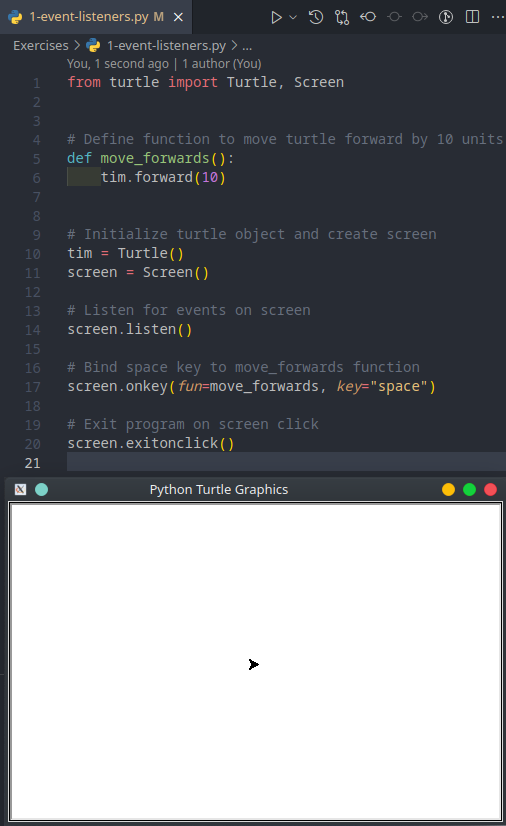 1-event-listeners.py M
Exercises > 1-event-listeners.py > ...
You, 1 second ago | 1 author (You)
1 from turtle import Turtle, Screen
2
3
4 # Define function to move turtle forward by 10 units
5 def move_forwards():
6     tim.forward(10)
7
8
9 # Initialize turtle object and create screen
10 tim = Turtle()
11 screen = Screen()
12
13 # Listen for events on screen
14 screen.listen()
15
16 # Bind space key to move_forwards function
17 screen.onkey(fun=move_forwards, key="space")
18
19 # Exit program on screen click
20 screen.exitonclick()
21
Python Turtle Graphics